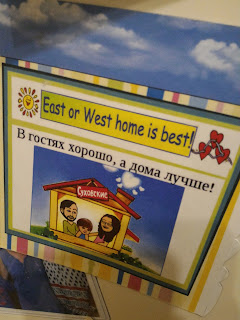 East or West home is best!
В гостях хорошо, а дома лучше!
СУХОВСКИЕ